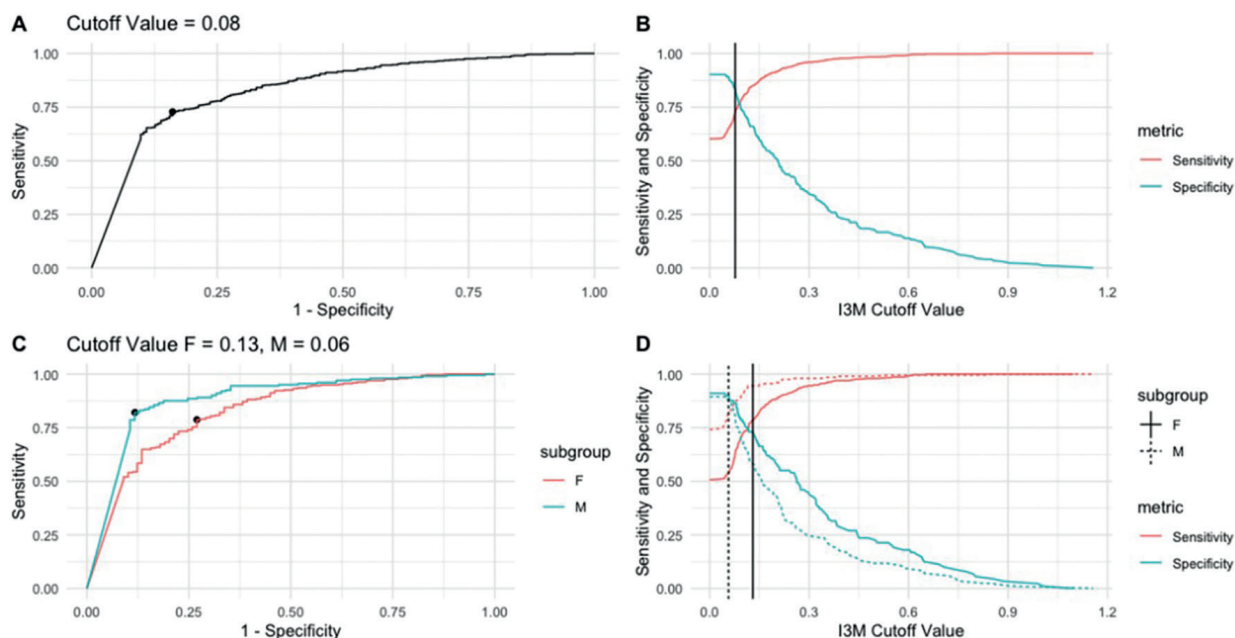 A Cutoff Value = 0.08
1.00
0.75
0.50
0.25
0.00
Sensitivity
0.00 0.25 0.50 0.75 1.00
1 - Specificity
B
1.00
0.75
0.50
0.25
0.00
Sensitivity and Specificity
0.0 0.3 0.6 0.9 1.2
I3M Cutoff Value
metric
Sensitivity
Specificity
C Cutoff Value F = 0.13, M = 0.06
1.00
0.75
0.50
0.25
0.00
Sensitivity
0.00 0.25 0.50 0.75 1.00
1 - Specificity
subgroup
F
M
D
1.00
0.75
0.50
0.25
0.00
Sensitivity and Specificity
0.0 0.3 0.6 0.9 1.2
I3M Cutoff Value
subgroup
F
M
metric
Sensitivity
Specificity